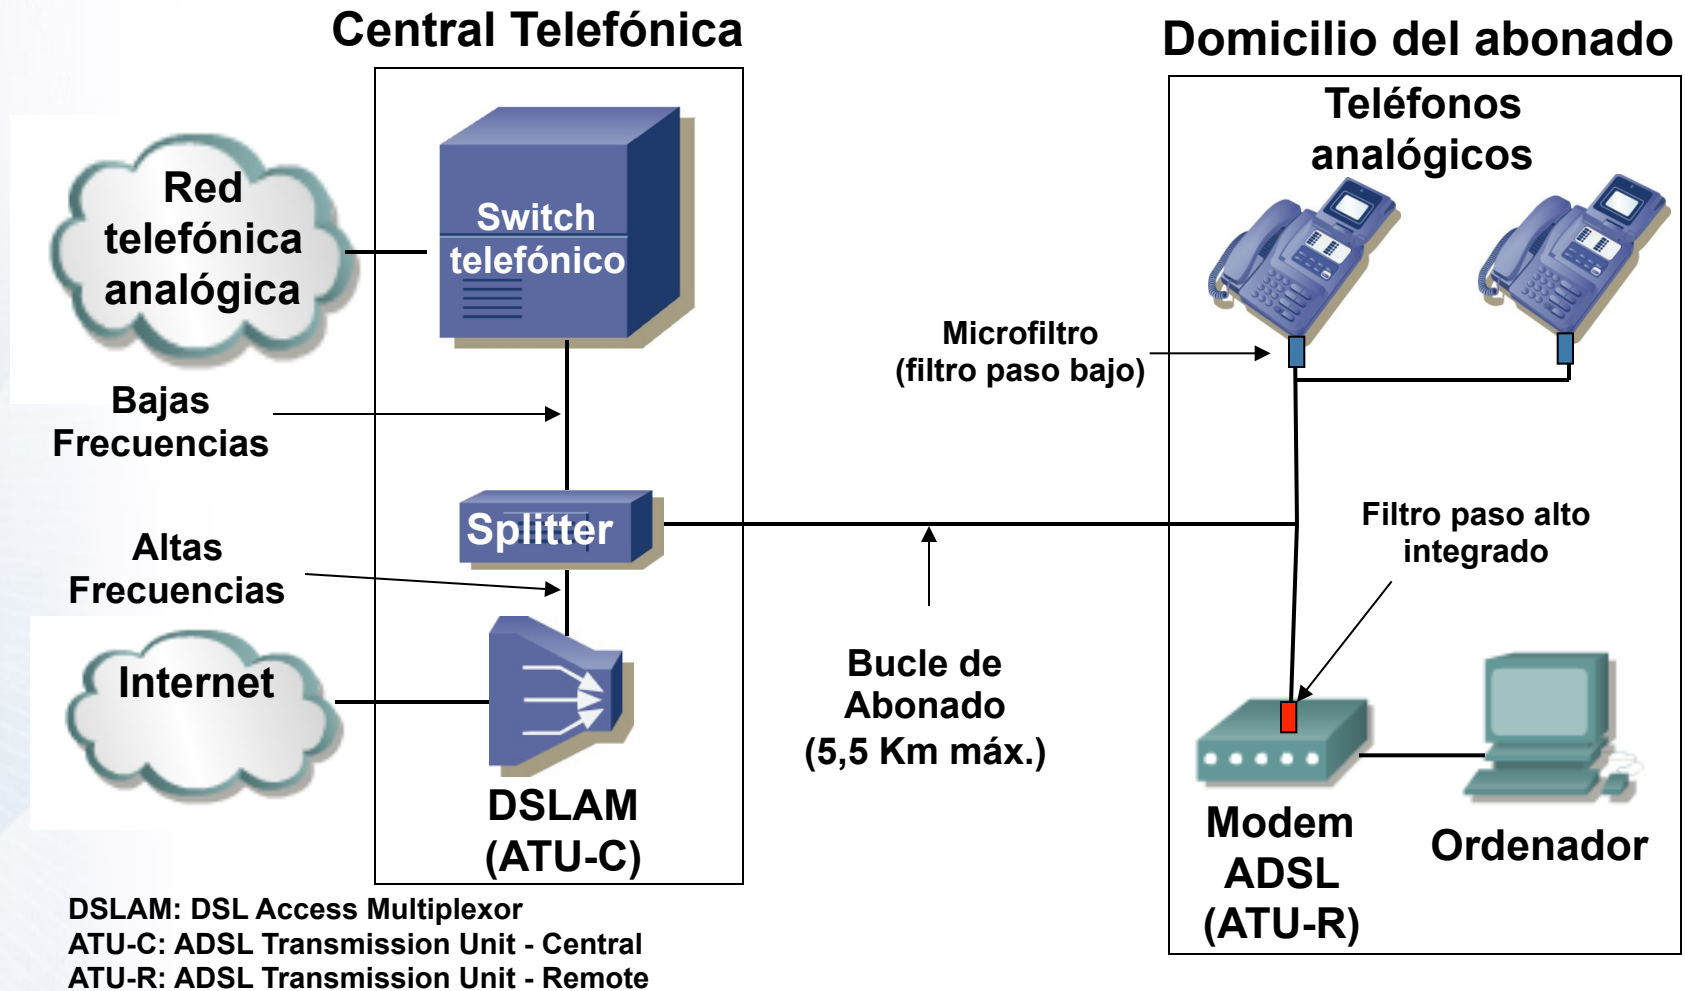 Central Telefónica
Domicilio del abonado
Teléfonos
analógicos
Red
telefónica
analógica
Switch
telefónico
Microfiltro
(filtro paso bajo)
Bajas
Frecuencias
Splitter
Filtro paso alto
integrado
Altas
Frecuencias
Bucle de
Abonado
(5,5 Km máx.)
Internet
DSLAM
(ATU-C)
Modem
ADSL
(ATU-R)
Ordenador
DSLAM: DSL Access Multiplexor
ATU-C: ADSL Transmission Unit - Central
ATU-R: ADSL Transmission Unit - Remote